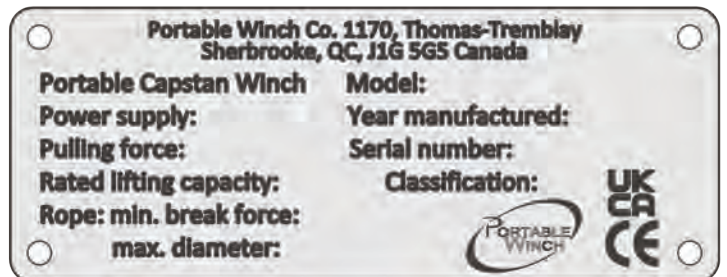 Portable Winch Co. 1170, Thomas-Tremblay
Sherbrooke, QC, J1G 5G5 Canada
Portable Capstan Winch Model:
Power supply: Year manufactured:
Pulling force: Serial number:
Rated lifting capacity: Classification:
Rope: min. break force:
max. diameter:
PORTABLE
WINCH
UK
CA
CE